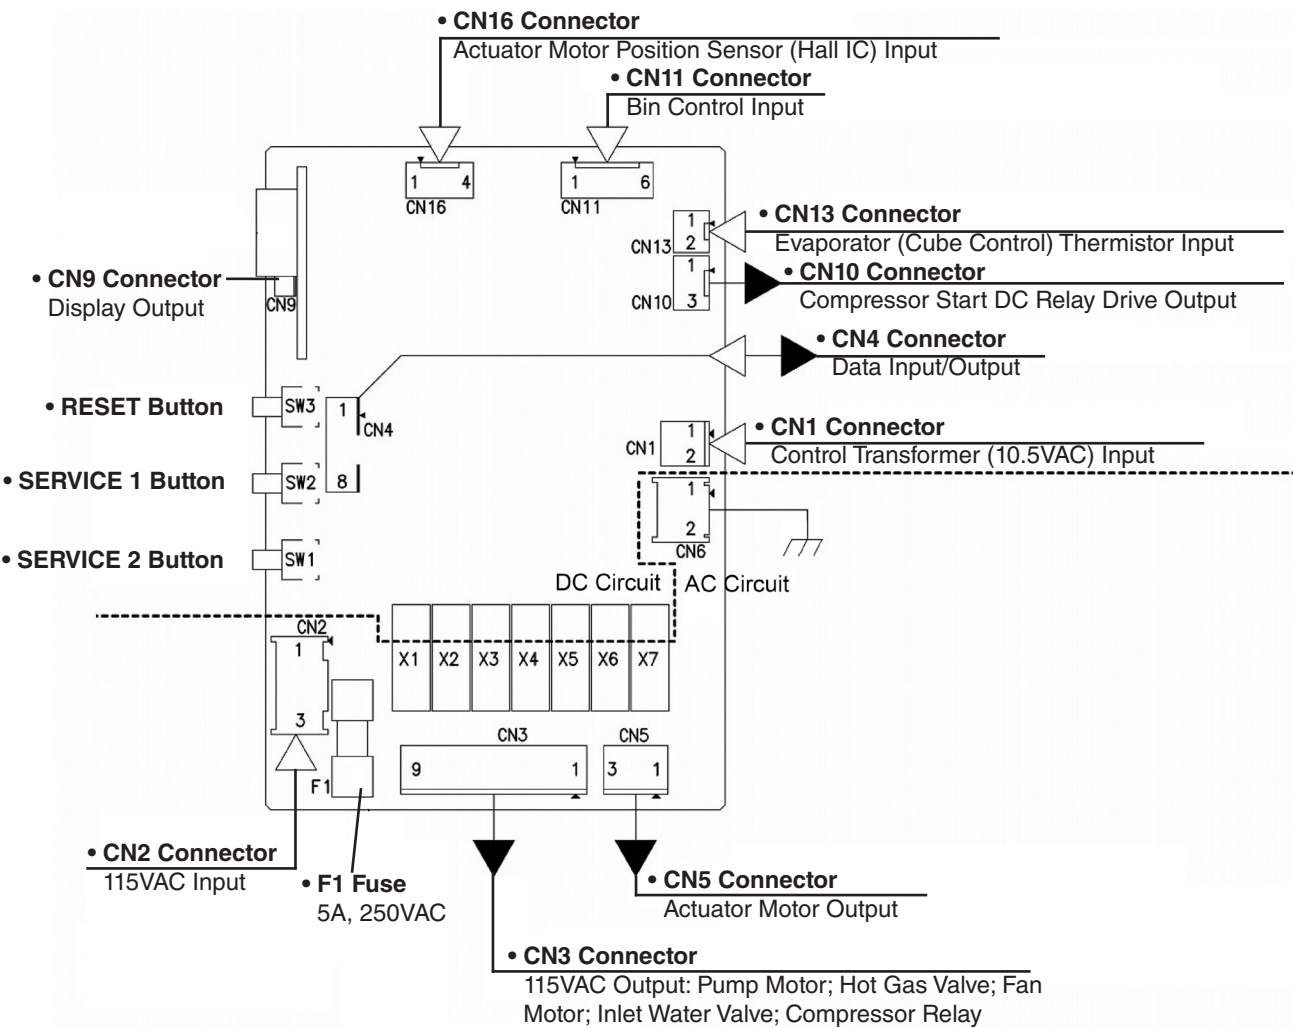 • CN16 Connector
Actuator Motor Position Sensor (Hall IC) Input
• CN11 Connector
Bin Control Input
1 4
CN16
1 6
CN11
• CN13 Connector
Evaporator (Cube Control) Thermistor Input
1
2
CN13
• CN10 Connector
Compressor Start DC Relay Drive Output
1
3
CN10
• CN9 Connector
Display Output
CN9
• CN4 Connector
Data Input/Output
• RESET Button
SW3
1
CN4
8
• CN1 Connector
Control Transformer (10.5VAC) Input
CN1
1
2
• SERVICE 1 Button
SW2
1
2
CN6
• SERVICE 2 Button
SW1
DC Circuit
AC Circuit
CN2
1
3
X1 X2 X3 X4 X5 X6 X7
CN3
9 1
CN5
3 1
F1
• CN2 Connector
115VAC Input
• F1 Fuse
5A, 250VAC
• CN5 Connector
Actuator Motor Output
• CN3 Connector
115VAC Output: Pump Motor; Hot Gas Valve; Fan
Motor; Inlet Water Valve; Compressor Relay